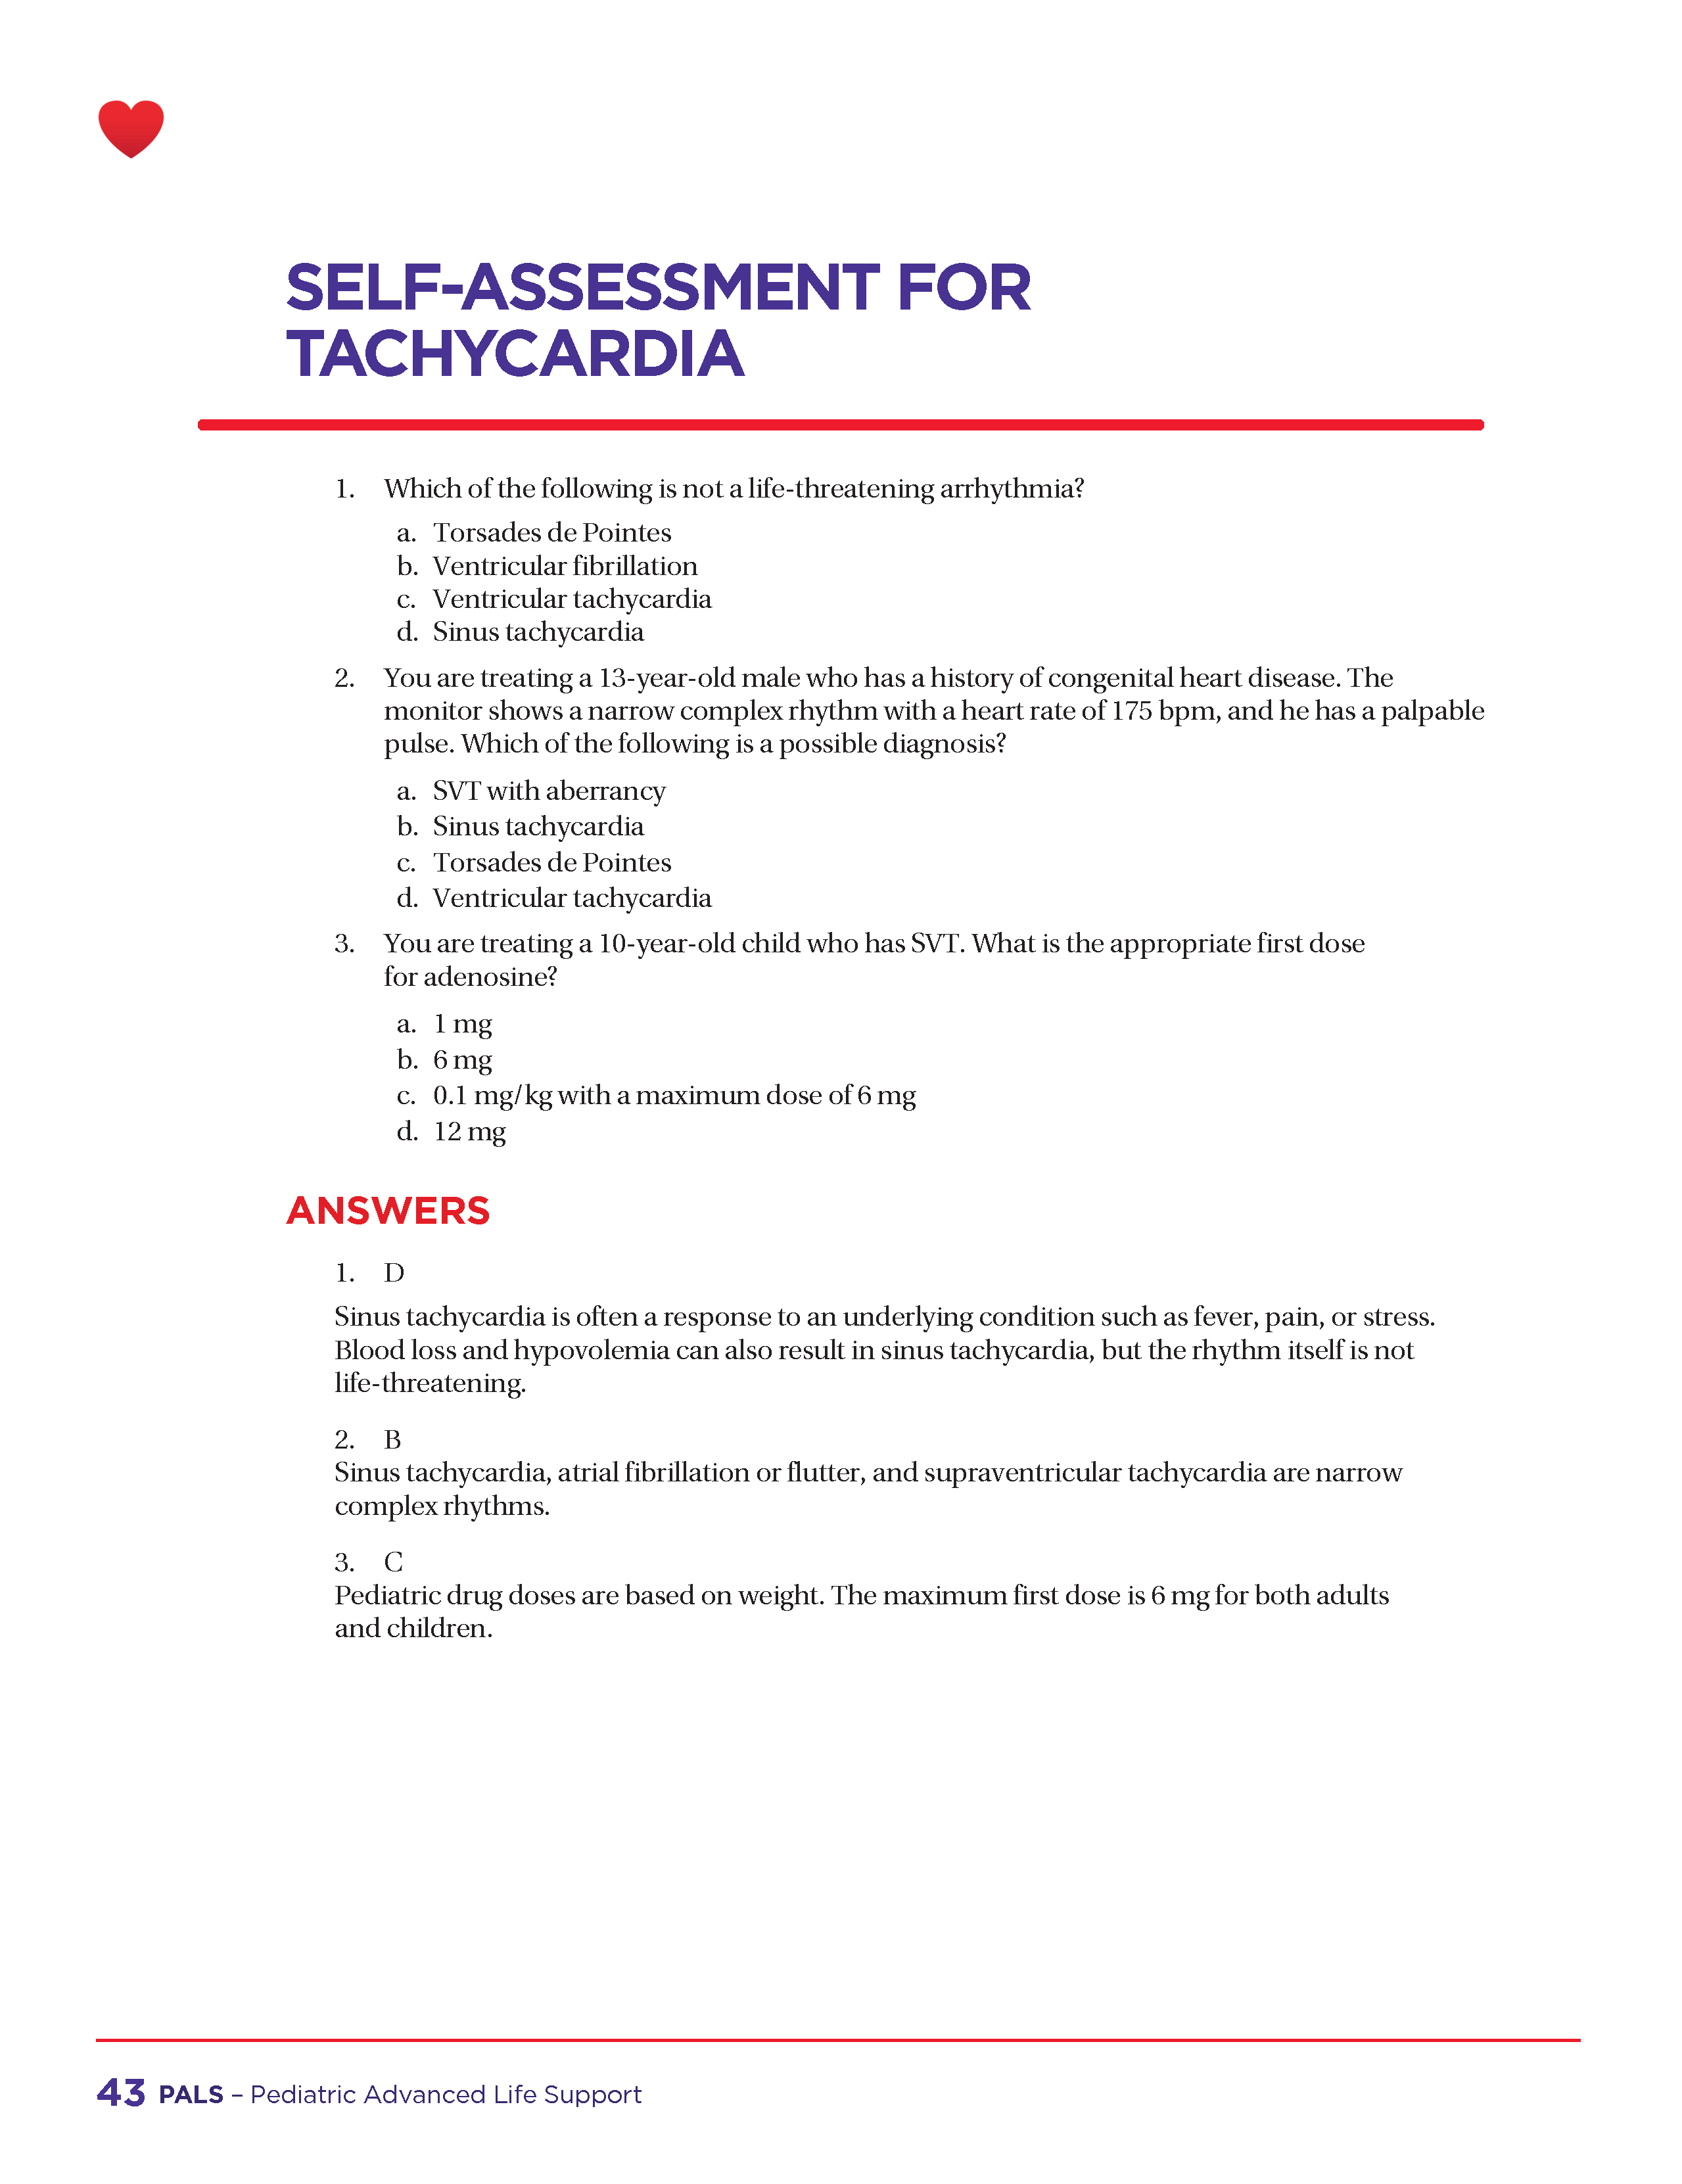 SELF-ASSESSMENT FOR
TACHYCARDIA
1. Which of the following is not a life-threatening arrhythmia?
a. Torsades de Pointes
b. Ventricular fibrillation
c. Ventricular tachycardia
d. Sinus tachycardia
2. You are treating a 13-year-old male who has a history of congenital heart disease. The
monitor shows a narrow complex rhythm with a heart rate of 175 bpm, and he has a palpable
pulse. Which of the following is a possible diagnosis?
a. SVT with aberrancy
b. Sinus tachycardia
c. Torsades de Pointes
d. Ventricular tachycardia
3. You are treating a 10-year-old child who has SVT. What is the appropriate first dose
for adenosine?
a. 1 mg
b. 6 mg
c. 0.1 mg/kg with a maximum dose of 6 mg
d. 12 mg
ANSWERS
1. D
Sinus tachycardia is often a response to an underlying condition such as fever, pain, or stress.
Blood loss and hypovolemia can also result in sinus tachycardia, but the rhythm itself is not
life-threatening.
2. B
Sinus tachycardia, atrial fibrillation or flutter, and supraventricular tachycardia are narrow
complex rhythms.
3. C
Pediatric drug doses are based on weight. The maximum first dose is 6 mg for both adults
and children.
43 PALS – Pediatric Advanced Life Support